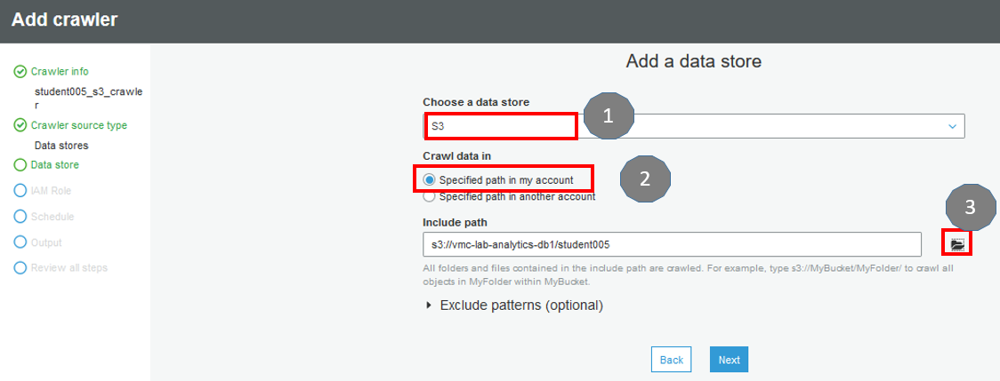 Add crawler
Crawler info
student005_s3_crawle
r
Crawler source type
Data stores
Data store
IAM Role
Schedule
Output
Review all steps
Add a data store
Choose a data store
1
S3
Crawl data in
Specified path in my account
2
Specified path in another account
3
Include path
s3://vmc-lab-analytics-db1/student005
All folders and files contained in the include path are crawled. For example, type s3://MyBucket/MyFolder/ to crawl all
objects in MyFolder within MyBucket.
Exclude patterns (optional)
Back
Next